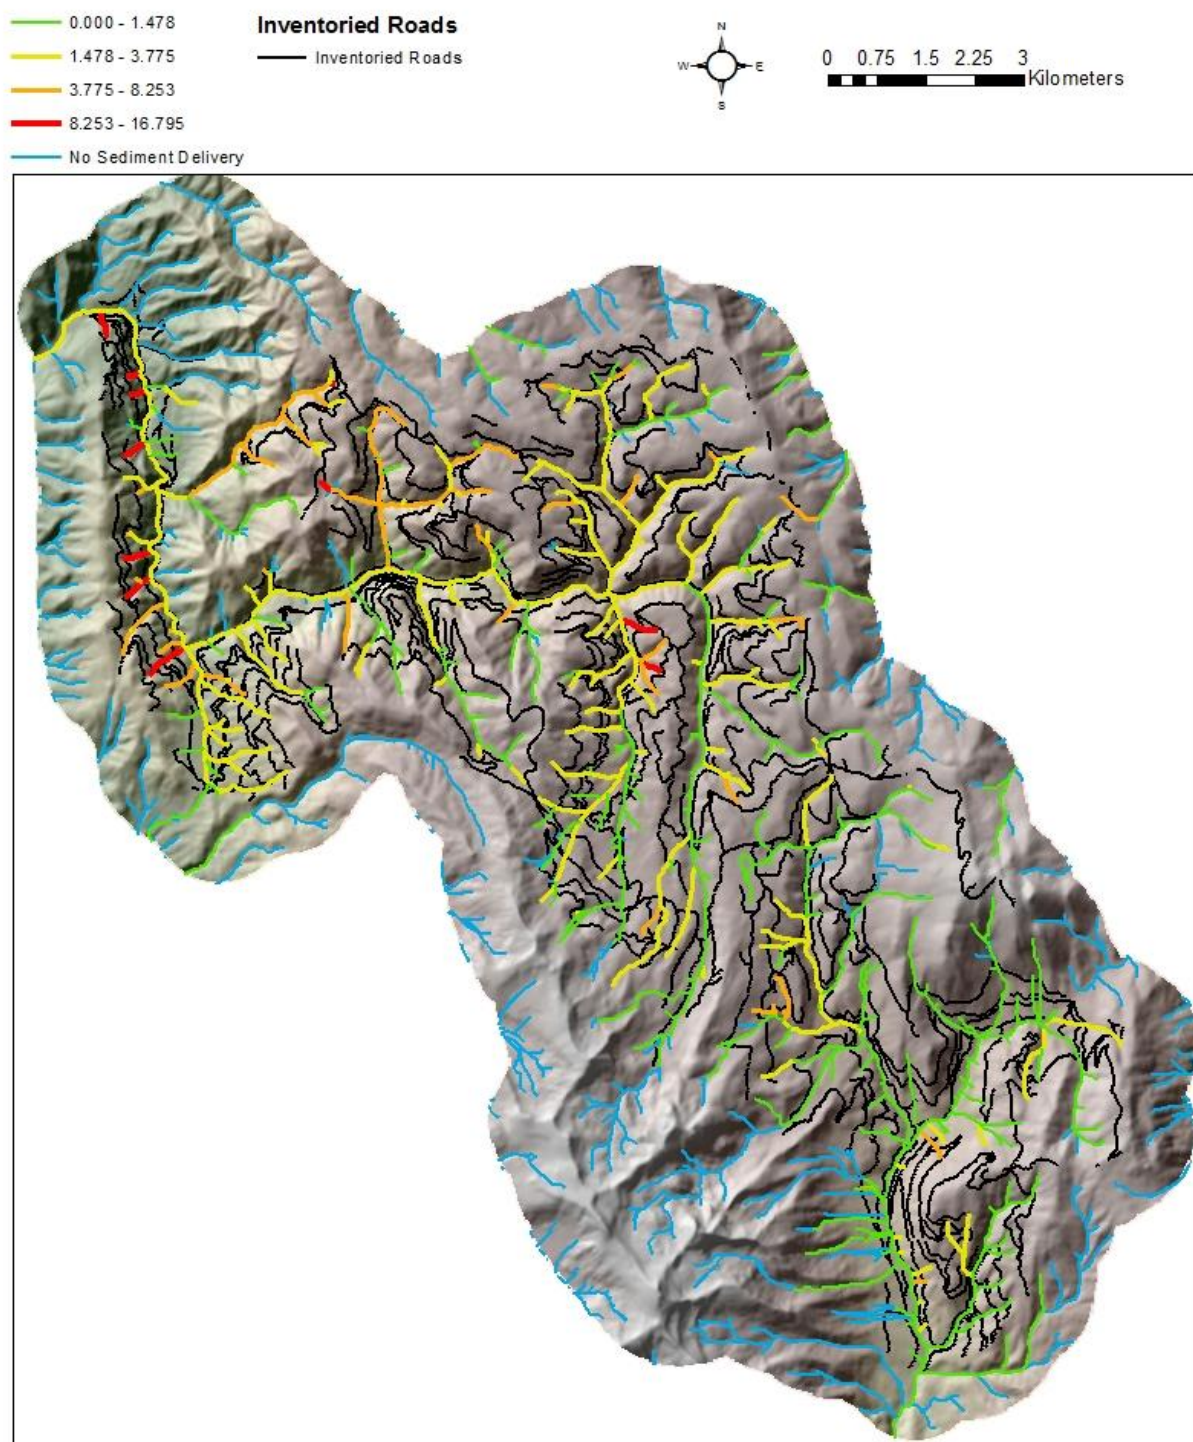 0.000 - 1.478
1.478 - 3.775
3.775 - 8.253
8.253 - 16.795
No Sediment Delivery
Inventoried Roads
Inventoried Roads
N
W E
S
0 0.75 1.5 2.25 3
Kilometers